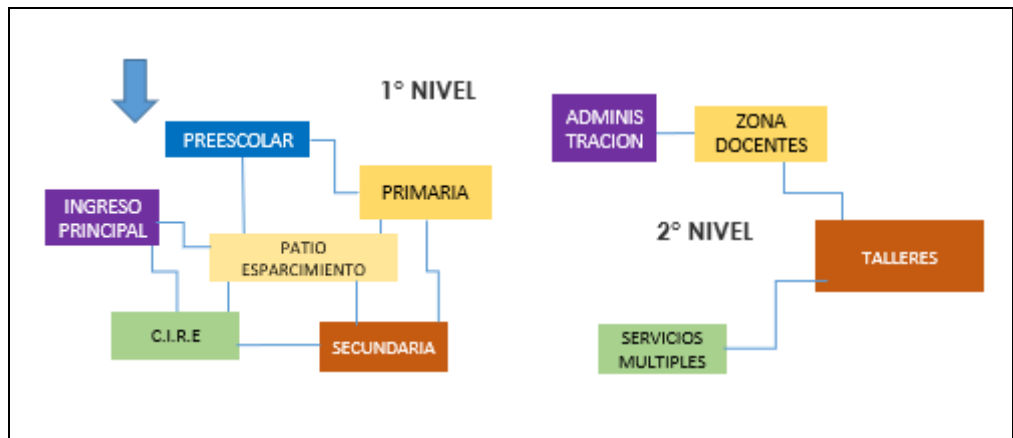 1° NIVEL
PREESCOLAR
PRIMARIA
INGRESO
PRINCIPAL
PATIO
ESPARCIMIENTO
C.I.R.E
SECUNDARIA
ADMINIS
TRACION
ZONA
DOCENTES
2° NIVEL
TALLERES
SERVICIOS
MULTIPLES